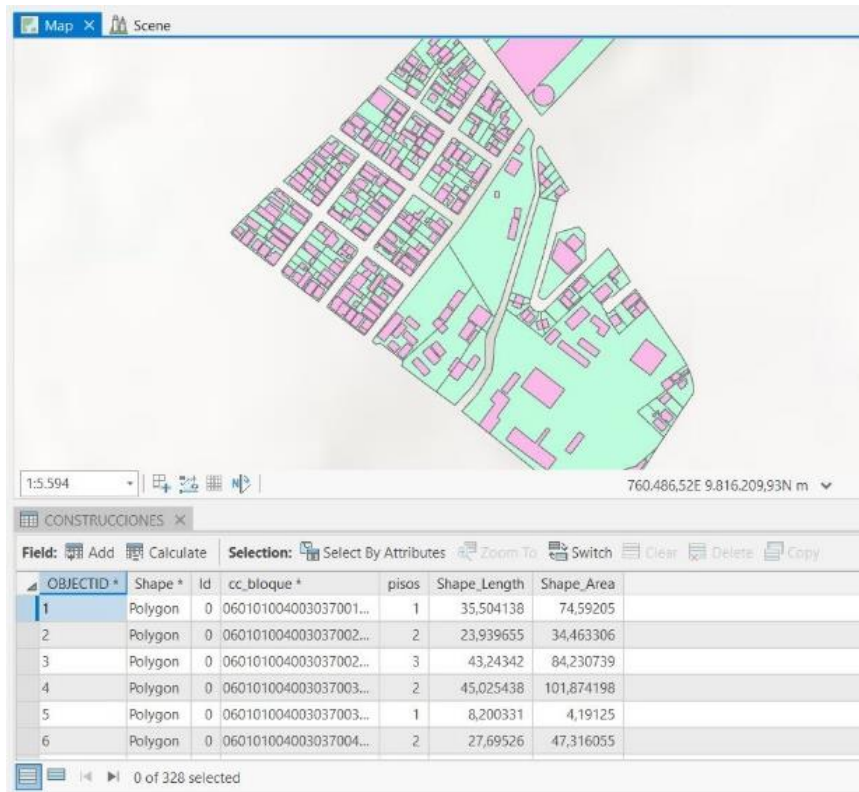 Map Scene
1:5.594 760.486,52E 9.816.209,93N m
CONSTRUCCIONES
Field: Add Calculate Selection: Select By Attributes Zoom To Switch Clear Delete Copy
OBJECTID * Shape * Id cc_bloque * pisos Shape_Length Shape_Area
1 Polygon 0 060101004003037001... 1 35,504138 74,59205
2 Polygon 0 060101004003037002... 2 23,939655 34,463306
3 Polygon 0 060101004003037002... 3 43,24342 84,230739
4 Polygon 0 060101004003037003... 2 45,025438 101,874198
5 Polygon 0 060101004003037003... 1 8,200331 4,19125
6 Polygon 0 060101004003037004... 2 27,69526 47,316055
0 of 328 selected